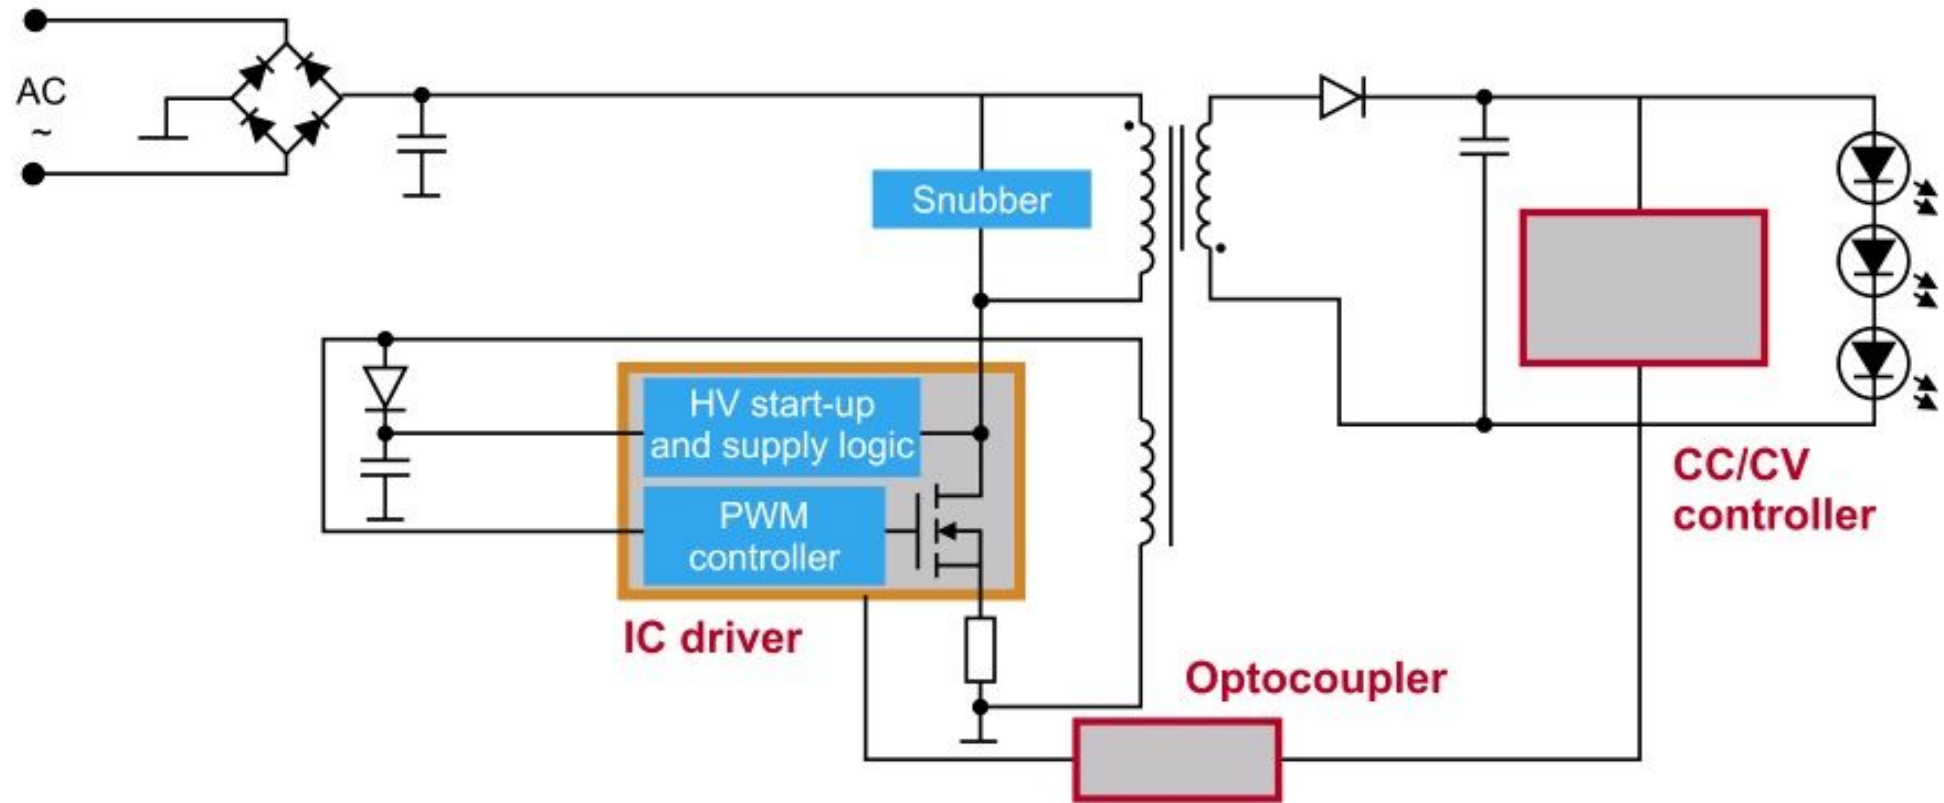 AC
~
Snubber
HV start-up
and supply logic
PWM
controller
IC driver
Optocoupler
CC/CV
controller